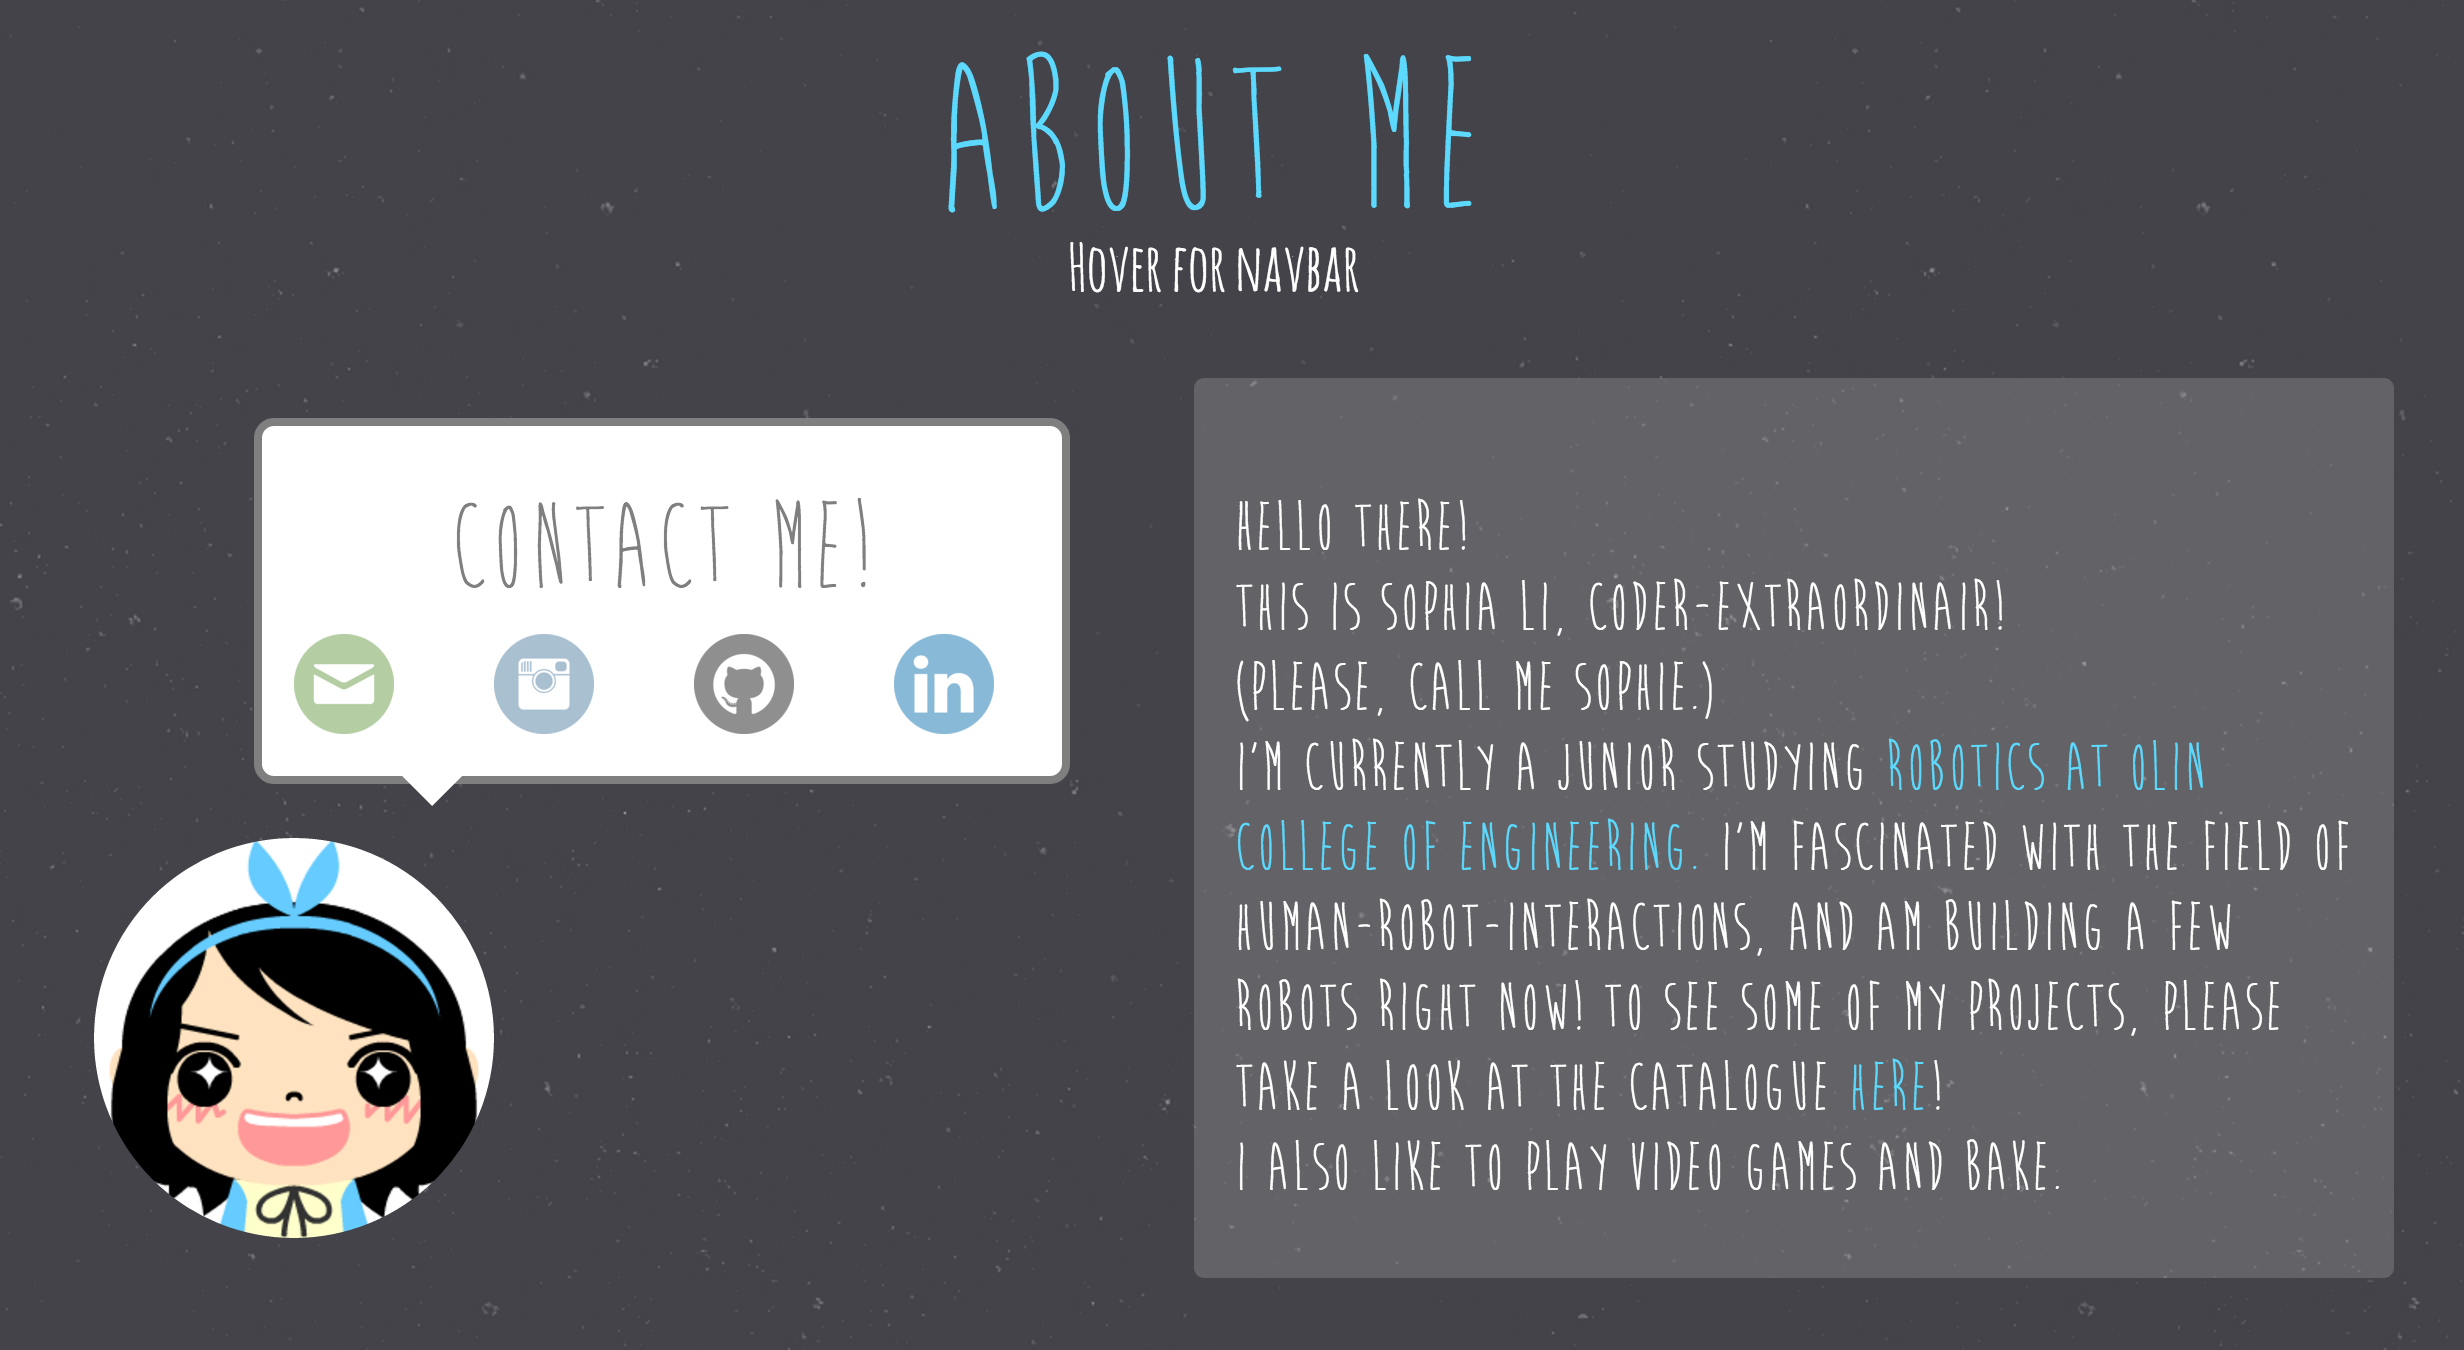 ABOUT ME
HOVER FOR NAVBAR
CONTACT ME!
in
HELLO THERE!
THIS IS SOPHIA LI, CODER-EXTRAORDINAIR!
(PLEASE, CALL ME SOPHIE.)
I'M CURRENTLY A JUNIOR STUDYING ROBOTICS AT OLIN
COLLEGE OF ENGINEERING. I'M FASCINATED WITH THE FIELD OF
HUMAN-ROBOT-INTERACTIONS, AND AM BUILDING A FEW
ROBOTS RIGHT NOW! TO SEE SOME OF MY PROJECTS, PLEASE
TAKE A LOOK AT THE CATALOGUE HERE!
I ALSO LIKE TO PLAY VIDEO GAMES AND BAKE.